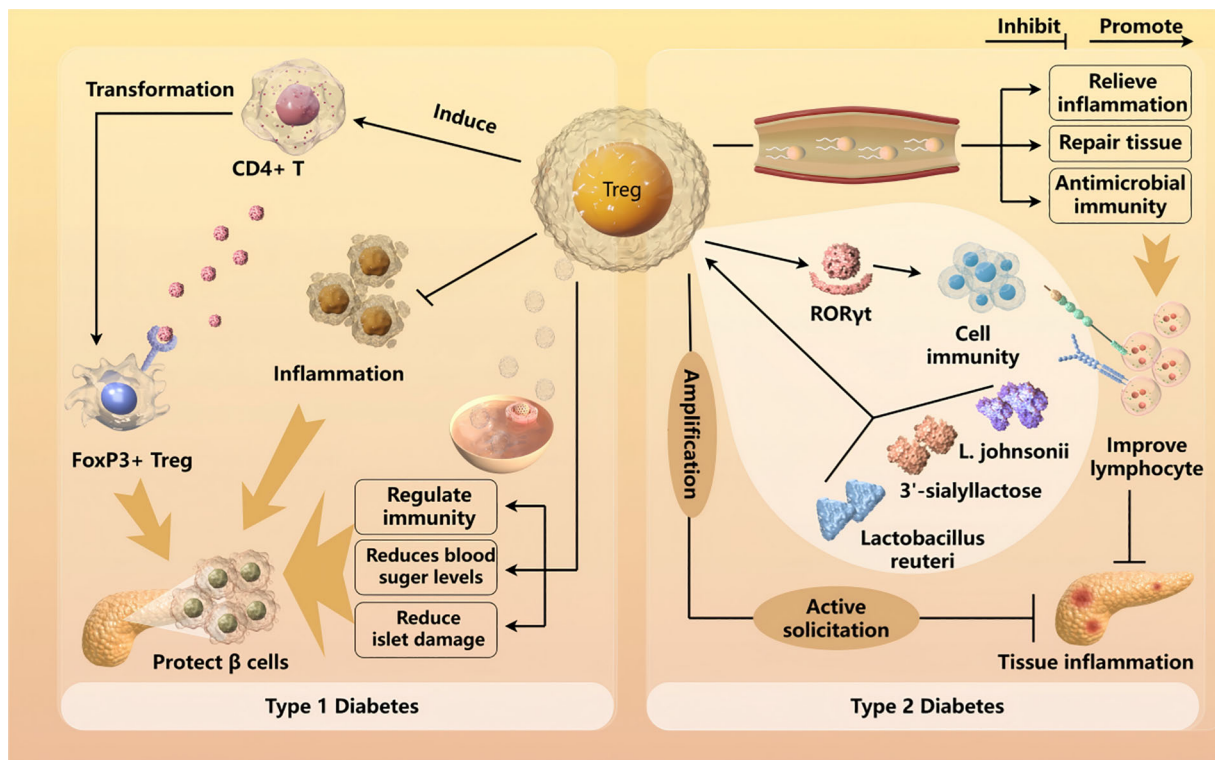 Inhibit
Promote
Transformation
Induce
CD4+ T
Treg
Relieve
inflammation
Repair tissue
Antimicrobial
immunity
Inflammation
FoxP3+ Treg
Regulate
immunity
Reduces blood
suger levels
Reduce
islet damage
Protect β cells
Type 1 Diabetes
RORγt
Cell
immunity
Amplification
L. johnsonii
3'-sialyllactose
Lactobacillus
reuteri
Improve
lymphocyte
Active
solicitation
Tissue inflammation
Type 2 Diabetes